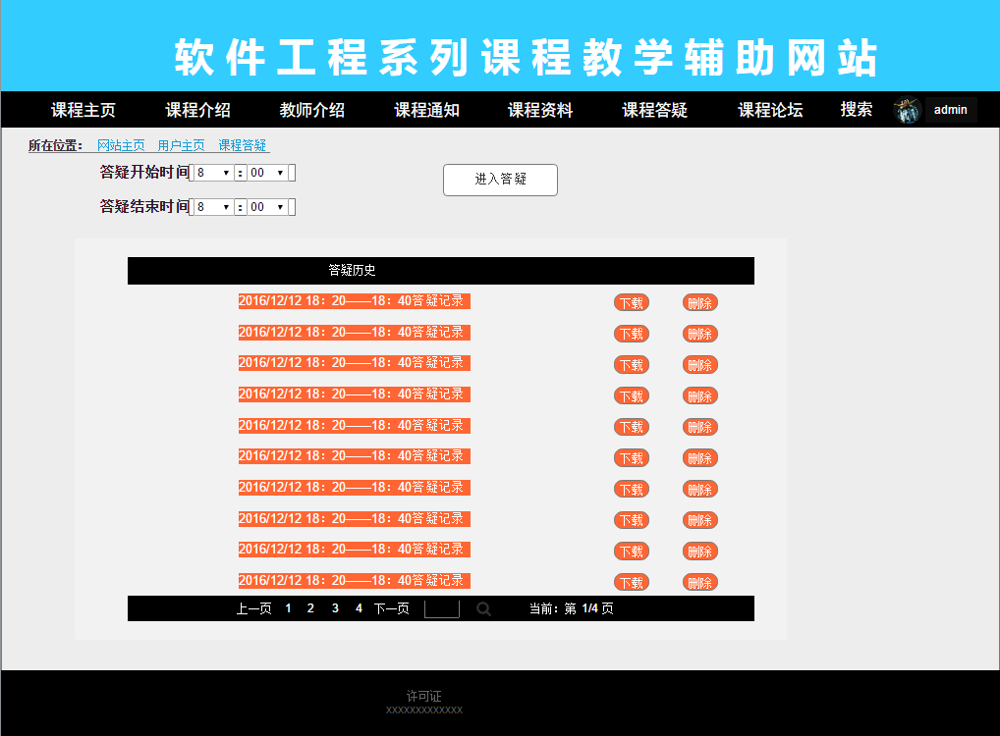 软件工程系列课程教学辅助网站
课程主页 课程介绍 教师介绍 课程通知 课程资料 课程答疑 课程论坛 搜索 admin
所在位置： 网站主页 用户主页 课程答疑
答疑开始时间 8 : 00 进入答疑
答疑结束时间 8 : 00
答疑历史
2016/12/12 18：20——18：40答疑记录 下载 删除
2016/12/12 18：20——18：40答疑记录 下载 删除
2016/12/12 18：20——18：40答疑记录 下载 删除
2016/12/12 18：20——18：40答疑记录 下载 删除
2016/12/12 18：20——18：40答疑记录 下载 删除
2016/12/12 18：20——18：40答疑记录 下载 删除
2016/12/12 18：20——18：40答疑记录 下载 删除
2016/12/12 18：20——18：40答疑记录 下载 删除
2016/12/12 18：20——18：40答疑记录 下载 删除
2016/12/12 18：20——18：40答疑记录 下载 删除
上一页 1 2 3 4 下一页 当前：第 1/4 页
许可证
XXXXXXXXXXXXX